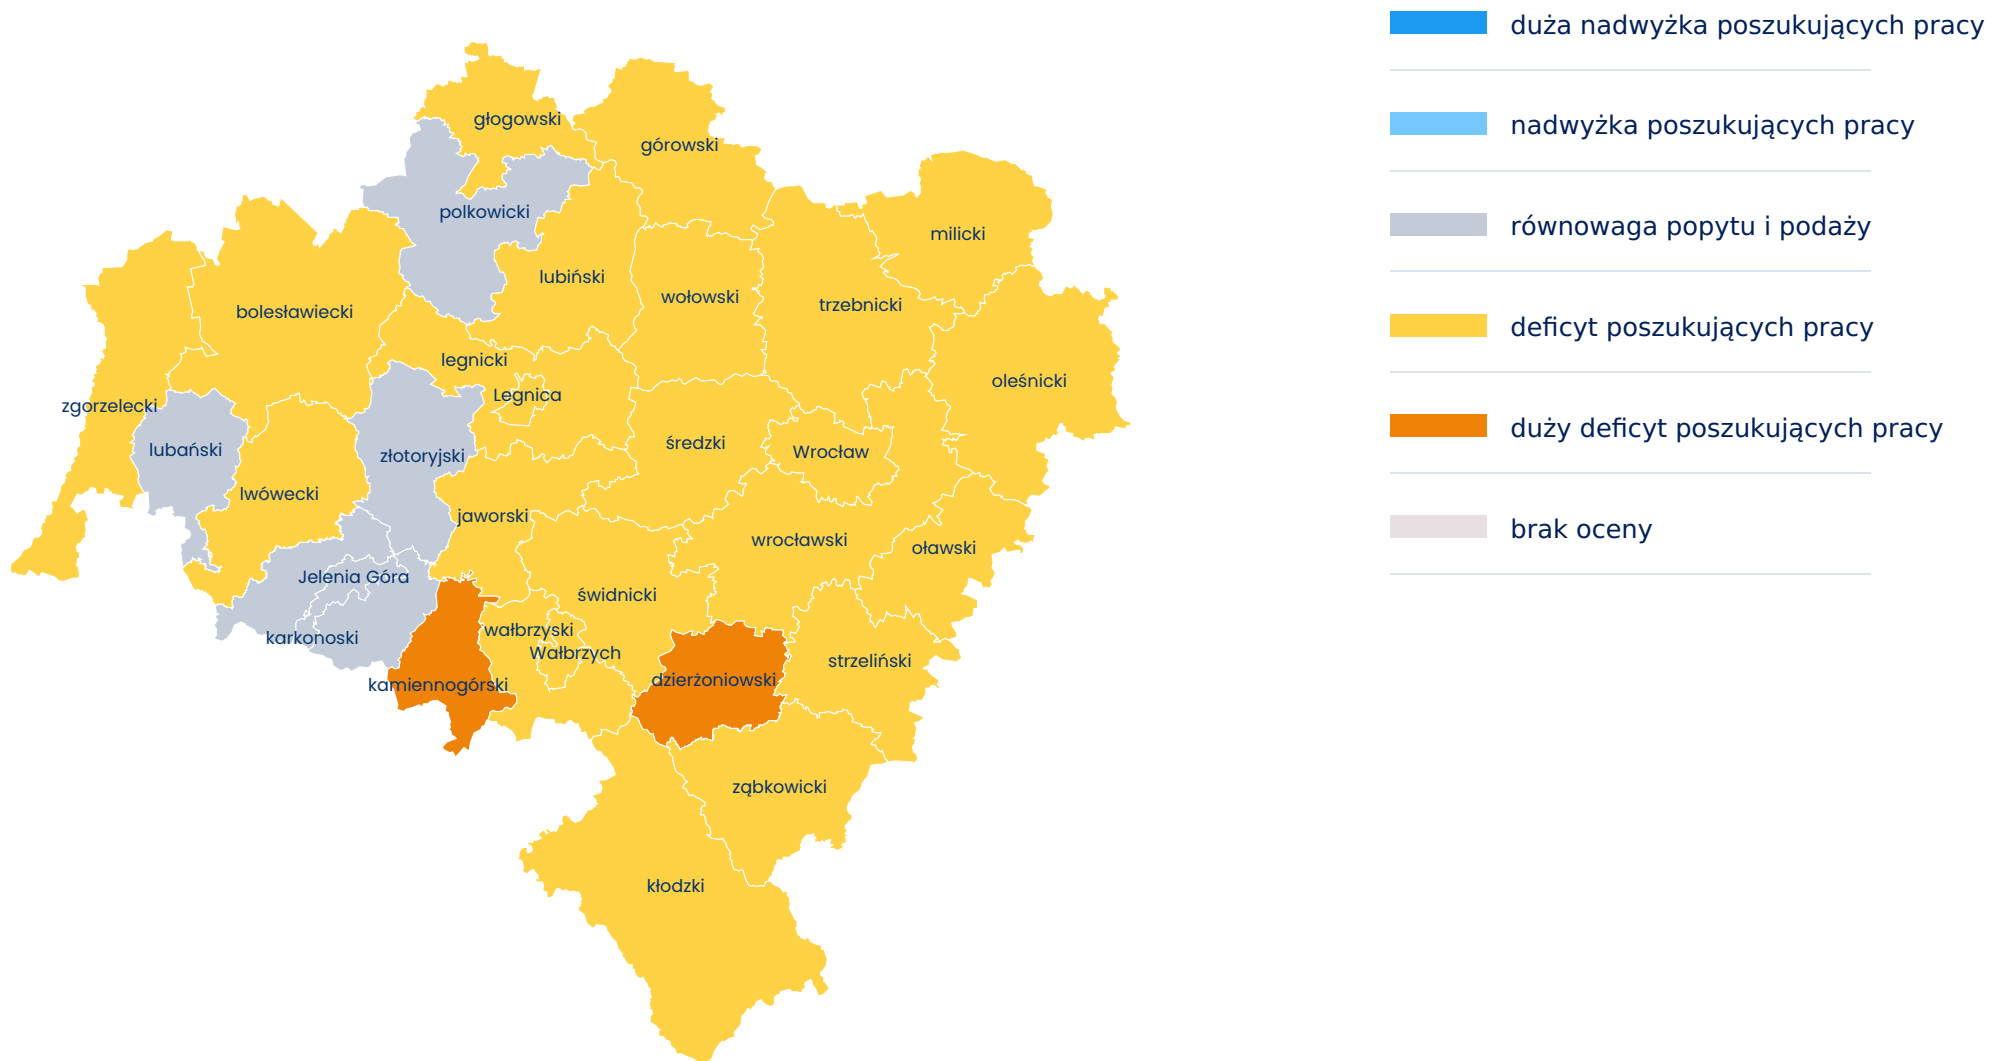 duża nadwyżka poszukujących pracy
nadwyżka poszukujących pracy
równowaga popytu i podaży
deficyt poszukujących pracy
duży deficyt poszukujących pracy
brak oceny
głogowski
górowski
polkowicki
milicki
lubiński
wołowski
trzebnicki
bolesławiecki
legnicki
oleśnicki
Legnica
zgorzelecki
średzki
lubański
Wrocław
złotoryjski
lwówecki
jaworski
wrocławski
oławski
Jelenia Góra
świdnicki
wałbrzyski
karkonoski
Wałbrzych
strzeliński
dzierżoniowski
kamiennogórski
ząbkowicki
kłodzki